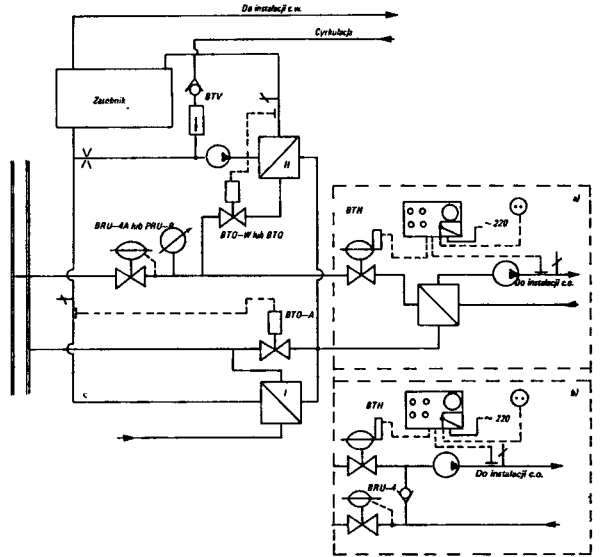 Do instalacji c.w.
Cyrkulacja
Zasobnik
BTV
II
BRU-4A lub PRU-B
BTO-W lub BTO
BTH
~220
a)
Do instalacji c.o.
BTO-A
I
BTH
~220
b)
Do instalacji c.o.
BRU-4